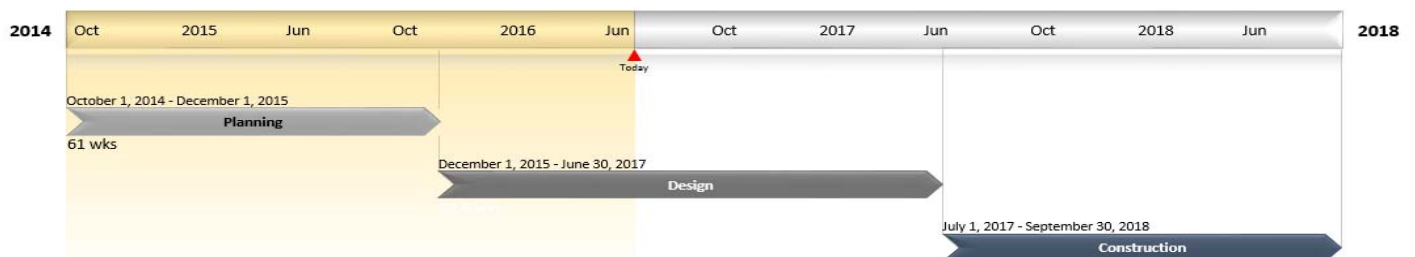 2014 Oct 2015 Jun Oct 2016 Jun Oct 2017 Jun Oct 2018 Jun 2018
Today
October 1, 2014 - December 1, 2015
Planning
61 wks
December 1, 2015 - June 30, 2017
Design
July 1, 2017 - September 30, 2018
Construction